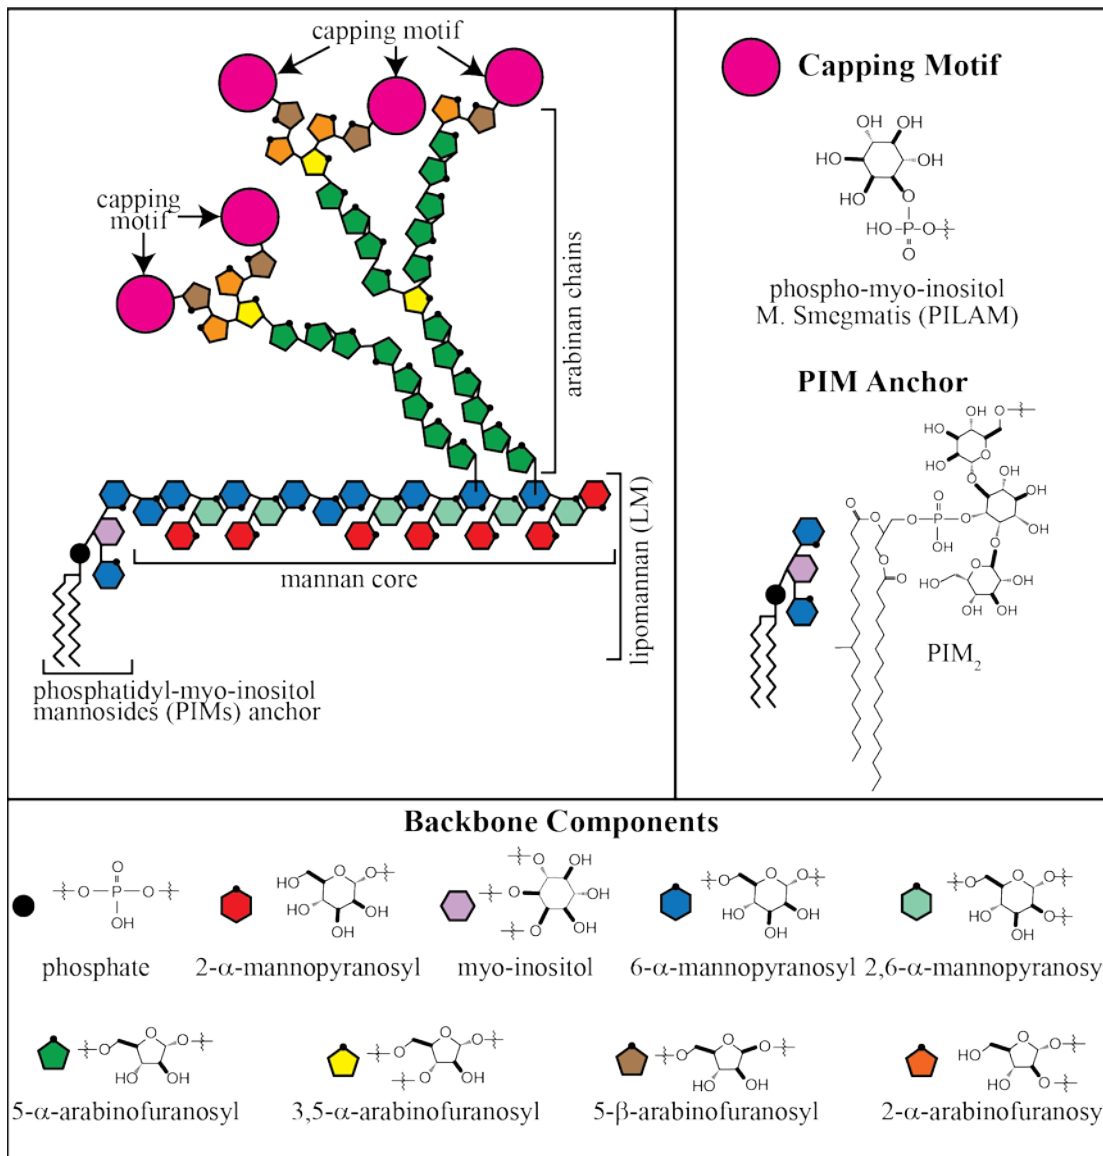 capping motif
capping
motif
arabinan chains
mannan core
lipomannan (LM)
phosphatidyl-myo-inositol
mannosides (PIMs) anchor
Capping Motif
OH
OH
HO
OH
HO
O
HO
P
O
O
phospho-myo-inositol
M. Smegmatis (PILAM)
PIM Anchor
O
OH
HO
O
HO
HO
O
OH
O
OH
O
O
P
O
OH
O
OH
O
O
O
O
HO
OH
HO
OH
PIM2
Backbone Components
O
O
P
O
OH
phosphate
HO
O
O
HO
OH
OH
2-α-mannopyranosyl
O
OH
O
OH
OH
O
myo-inositol
O
O
O
HO
OH
OH
6-α-mannopyranosyl
O
O
O
HO
O
OH
2,6-α-mannopyranosy
O
O
O
HO
OH
5-α-arabinofuranosyl
O
O
O
O
OH
3,5-α-arabinofuranosyl
O
O
O
HO
OH
5-β-arabinofuranosyl
HO
O
O
HO
O
2-α-arabinofuranosy